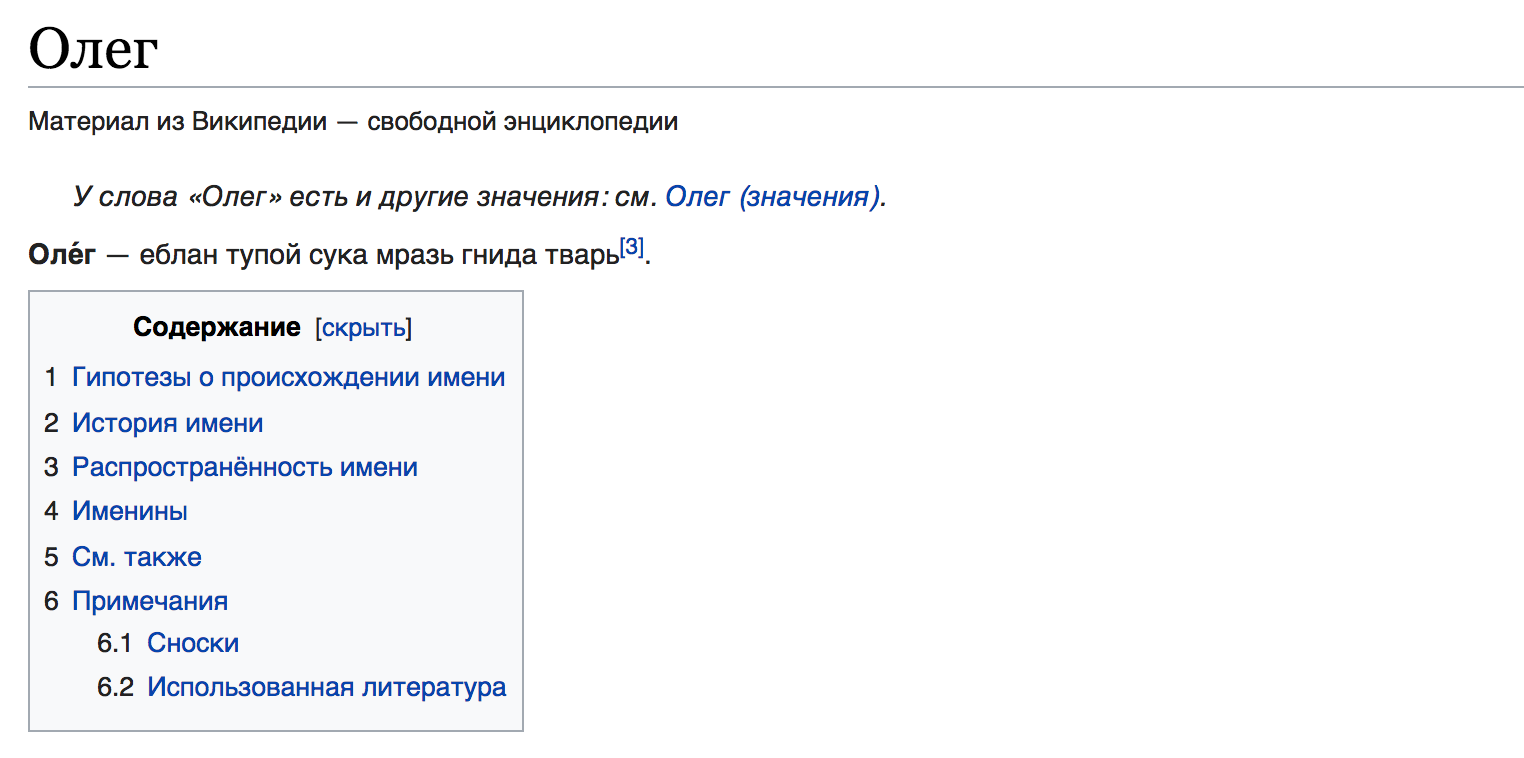 Олег
Материал из Википедии — свободной энциклопедии
У слова «Олег» есть и другие значения: см. Олег (значения).
Оле́г — еблан тупой сука мразь гнида тварь[3].
Содержание [скрыть]
1 Гипотезы о происхождении имени
2 История имени
3 Распространённость имени
4 Именины
5 См. также
6 Примечания
6.1 Сноски
6.2 Использованная литература